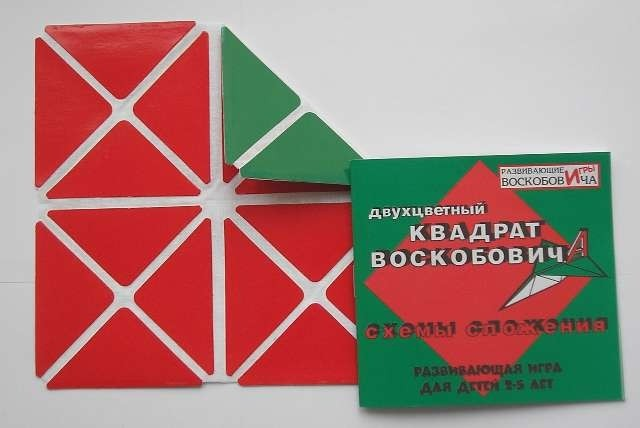 РАЗВИВАЮЩИЕ ИГРЫ
ВОСКОБОВИЧА
двухцветный
КВАДРАТ
ВОСКОБОВИЧА
схемы сложения
РАЗВИВАЮЩАЯ ИГРА
ДЛЯ ДЕТЕЙ 2-5 ЛЕТ